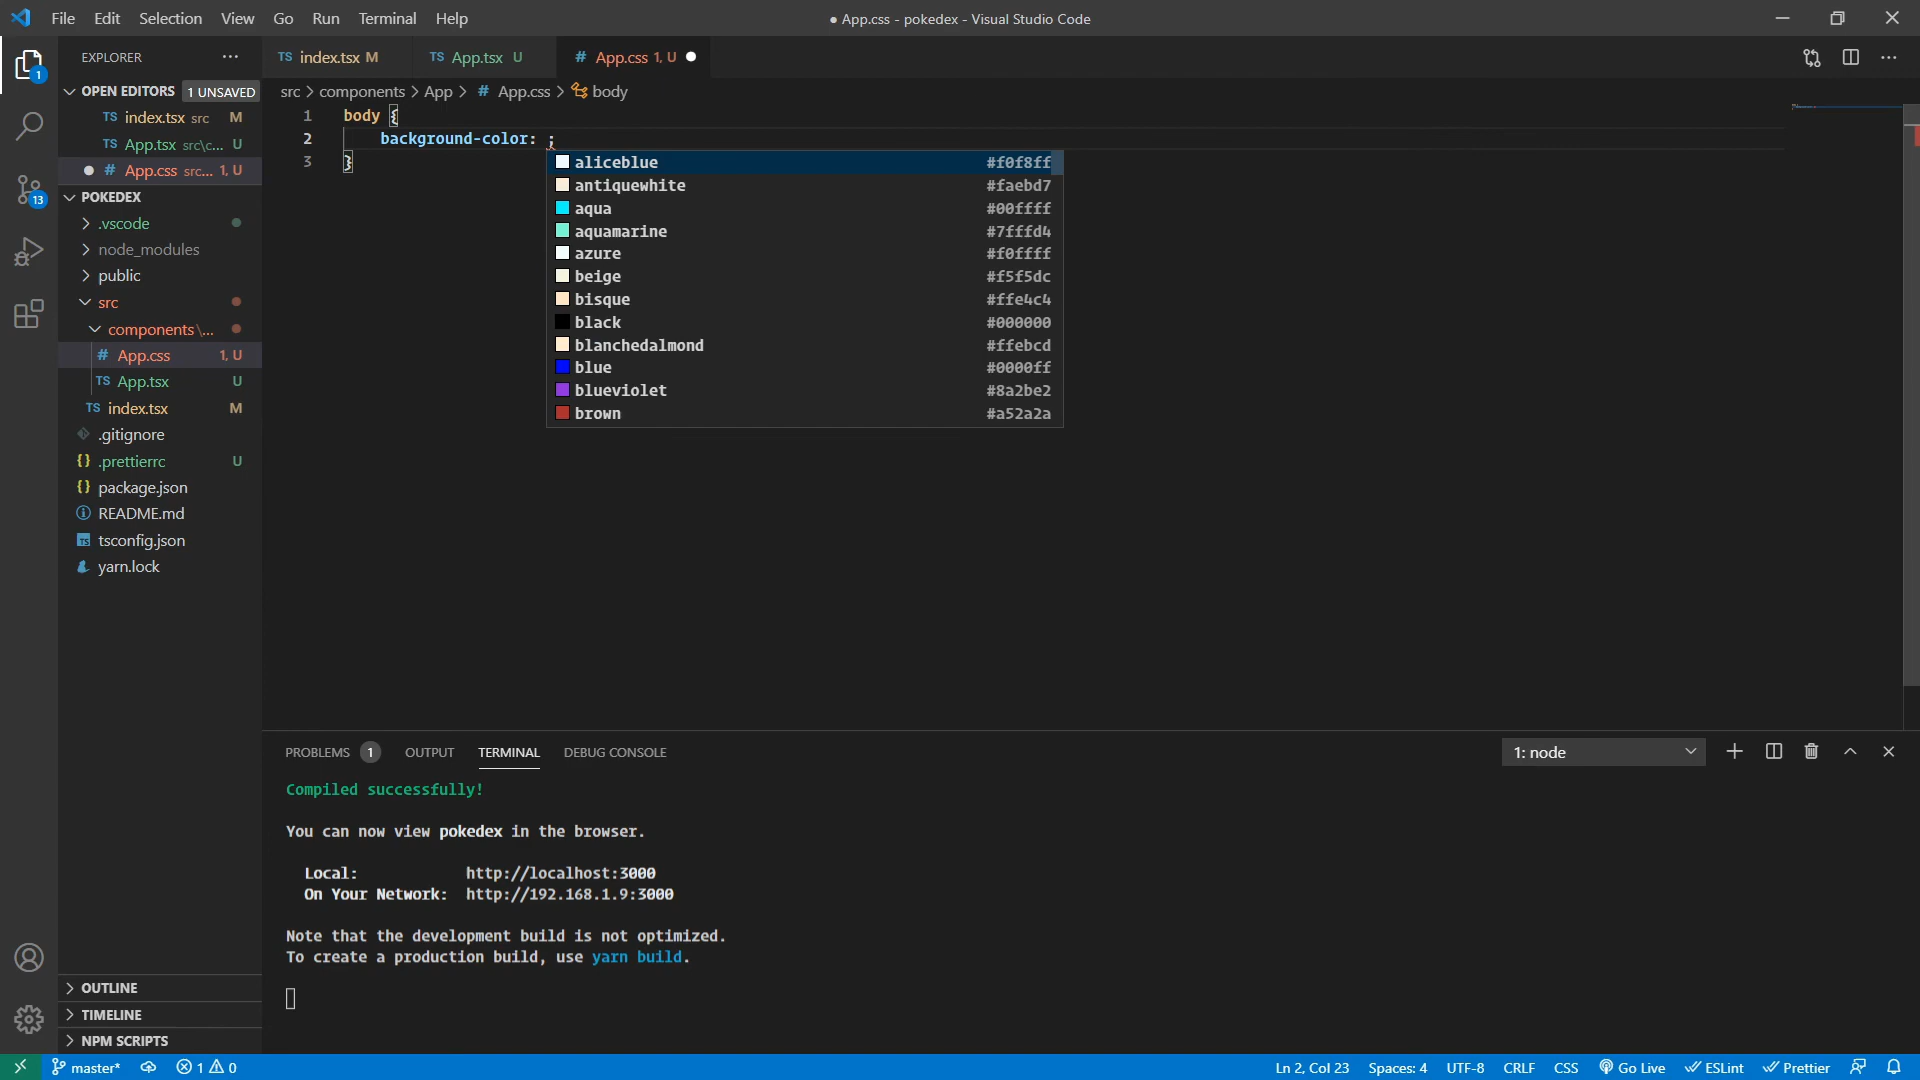 File Edit Selection View Go Run Terminal Help
● App.css - pokedex - Visual Studio Code
EXPLORER
OPEN EDITORS 1 UNSAVED
TS index.tsx src M
TS App.tsx src\c... U
# App.css src... 1, U
POKEDEX
.vscode
node_modules
public
src
components\...
# App.css 1, U
TS App.tsx U
TS index.tsx M
.gitignore
{} .prettierrc U
{} package.json
README.md
TS tsconfig.json
yarn.lock
OUTLINE
TIMELINE
NPM SCRIPTS
1
13
TS index.tsx M TS App.tsx U # App.css 1, U
src > components > App > # App.css > body
1 body {
2 background-color: ;
3 }
aliceblue #f0f8ff
antiquewhite #faebd7
aqua #00ffff
aquamarine #7fffd4
azure #f0ffff
beige #f5f5dc
bisque #ffe4c4
black #000000
blanchedalmond #ffebcd
blue #0000ff
blueviolet #8a2be2
brown #a52a2a
PROBLEMS 1 OUTPUT TERMINAL DEBUG CONSOLE 1: node
Compiled successfully!
You can now view pokedex in the browser.
Local: http://localhost:3000
On Your Network: http://192.168.1.9:3000
Note that the development build is not optimized.
To create a production build, use yarn build.
master* 1 0 Ln 2, Col 23 Spaces: 4 UTF-8 CRLF CSS Go Live ESLint Prettier